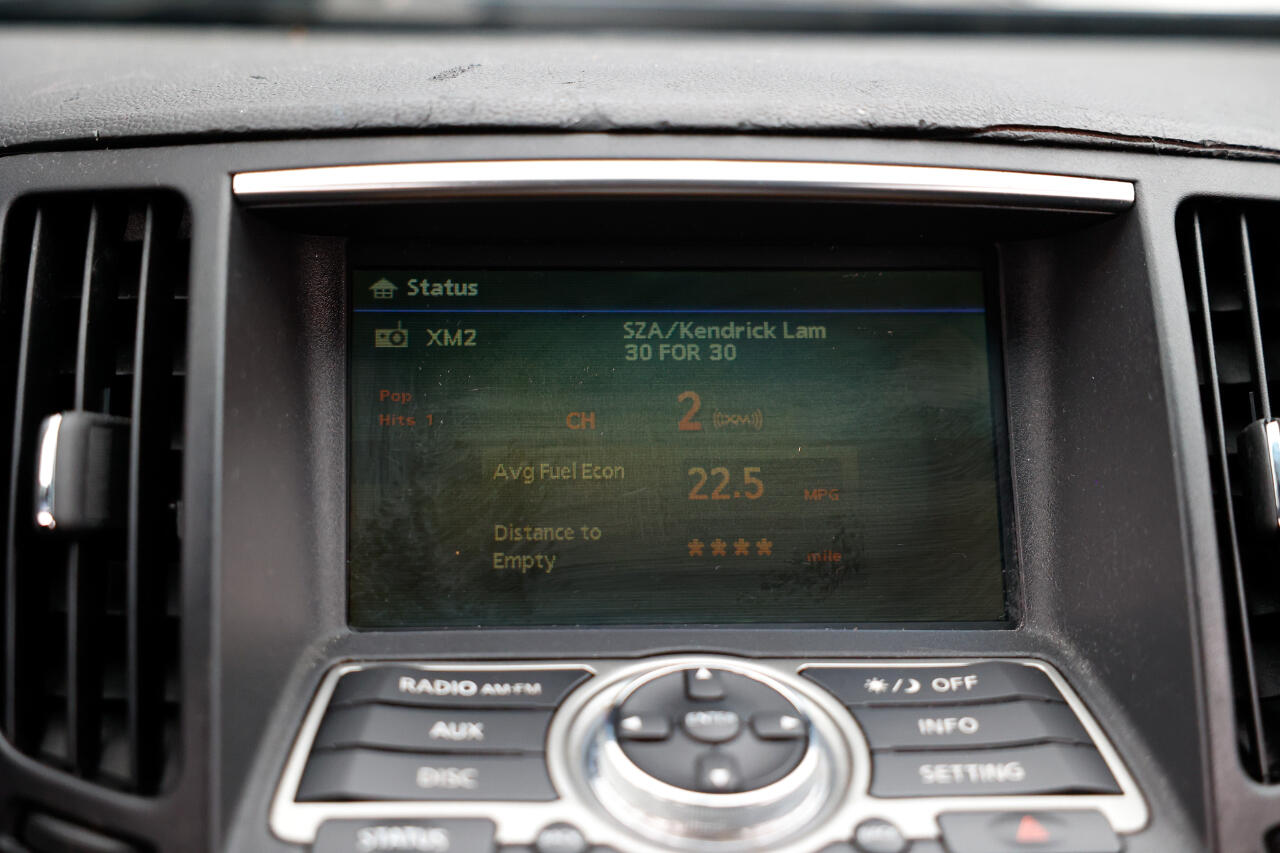 Status
XM2
SZA/Kendrick Lam
30 FOR 30
Pop
Hits 1
CH 2 ((XM))
Avg Fuel Econ 22.5 MPG
Distance to
Empty **** mile
RADIO AM·FM
OFF
AUX
ENTER
INFO
DISC
SETTING
STATUS